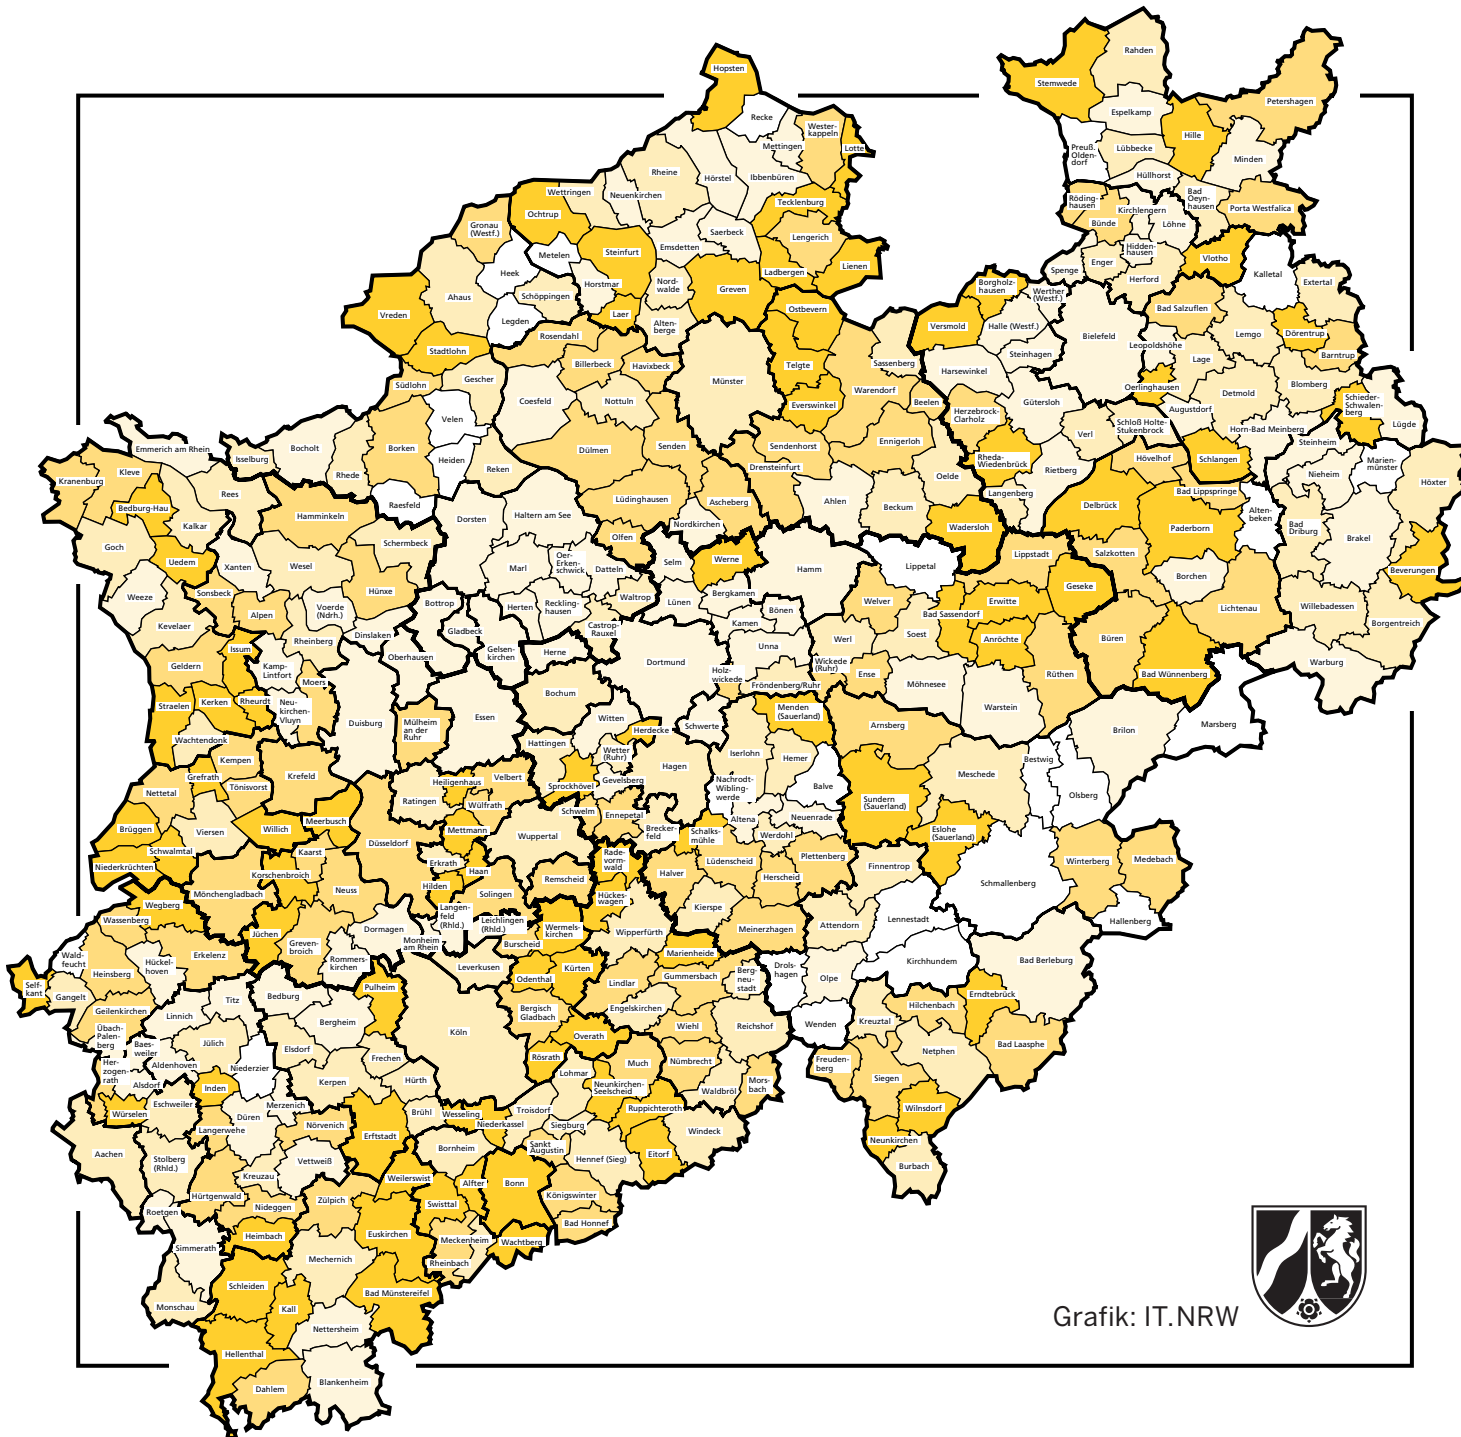 Rahden
Hopsten
Stemwede
Petershagen
Espelkamp
Recke
Wester-
kappeln
Hille
Mettingen
Lotte
Preuß.
Olden-
dorf
Lübbecke
Minden
Rheine
Hörstel
Ibbenbüren
Hüllhorst
Wettringen
Neuenkirchen
Bad
Oeyn-
hausen
Tecklenburg
Röding-
hausen
Kirchlengern
Porta Westfalica
Ochtrup
Bünde
Löhne
Gronau
(Westf.)
Saerbeck
Lengerich
Emsdetten
Hidden-
hausen
Metelen
Steinfurt
Vlotho
Enger
Lienen
Spenge
Kalletal
Heek
Ladbergen
Herford
Extertal
Horstmar
Nord-
walde
Greven
Borgholz-
hausen
Werther
(Westf.)
Ahaus
Schöppingen
Bad Salzuflen
Ostbevern
Vreden
Laer
Legden
Alten-
berge
Versmold
Halle (Westf.)
Lemgo
Dörentrup
Rosendahl
Bielefeld
Leopoldshöhe
Stadtlohn
Steinhagen
Barntrup
Billerbeck
Havixbeck
Telgte
Sassenberg
Lage
Harsewinkel
Südlohn
Gescher
Münster
Warendorf
Oerlinghausen
Blomberg
Detmold
Coesfeld
Nottuln
Everswinkel
Beelen
Gütersloh
Schieder-
Schwalen-
berg
Augustdorf
Herzebrock-
Clarholz
Velen
Lügde
Schloß Holte-
Stukenbrock
Horn-Bad Meinberg
Verl
Steinheim
Emmerich am Rhein
Bocholt
Borken
Dülmen
Senden
Sendenhorst
Ennigerloh
Isselburg
Heiden
Hövelhof
Schlangen
Marien-
münster
Rheda-
Wiedenbrück
Kleve
Reken
Drensteinfurt
Rietberg
Nieheim
Rhede
Kranenburg
Oelde
Höxter
Rees
Langenberg
Bad Lippspringe
Bedburg-Hau
Raesfeld
Lüdinghausen
Ascheberg
Ahlen
Beckum
Delbrück
Alten-
beken
Hamminkeln
Dorsten
Haltern am See
Kalkar
Nordkirchen
Wadersloh
Paderborn
Bad
Driburg
Goch
Schermbeck
Olfen
Brakel
Lippstadt
Salzkotten
Uedem
Werne
Oer-
Erken-
schwick
Selm
Xanten
Wesel
Marl
Datteln
Hamm
Lippetal
Beverungen
Borchen
Geseke
Hünxe
Sonsbeck
Bergkamen
Weeze
Waltrop
Lünen
Welver
Erwitte
Bottrop
Herten
Reckling-
hausen
Voerde
(Ndrh.)
Bönen
Willebadessen
Lichtenau
Alpen
Bad Sassendorf
Kevelaer
Kamen
Borgentreich
Dinslaken
Gladbeck
Castrop-
Rauxel
Soest
Werl
Anröchte
Büren
Rheinberg
Issum
Unna
Gelsen-
kirchen
Herne
Oberhausen
Dortmund
Wickede
(Ruhr)
Warburg
Geldern
Kamp-
Lintfort
Holz-
wickede
Ense
Rüthen
Bad Wünnenberg
Moers
Möhnesee
Fröndenberg/Ruhr
Bochum
Kerken
Rheurdt
Straelen
Neu-
kirchen-
Vluyn
Menden
(Sauerland)
Warstein
Essen
Witten
Duisburg
Mülheim
an der
Ruhr
Herdecke
Schwerte
Arnsberg
Marsberg
Brilon
Wachtendonk
Hattingen
Wetter
(Ruhr)
Iserlohn
Hemer
Bestwig
Kempen
Hagen
Krefeld
Grefrath
Velbert
Meschede
Heiligenhaus
Gevelsberg
Nachrodt-
Wibling-
werde
Tönisvorst
Sprockhövel
Balve
Nettetal
Olsberg
Ratingen
Wülfrath
Sundern
(Sauerland)
Schwelm
Ennepetal
Neuenrade
Altena
Meerbusch
Brüggen
Viersen
Willich
Mettmann
Brecker-
feld
Schalks-
mühle
Werdohl
Eslohe
(Sauerland)
Wuppertal
Düsseldorf
Schwalmtal
Kaarst
Rade-
vorm-
wald
Plettenberg
Lüdenscheid
Winterberg
Medebach
Erkrath
Niederkrüchten
Haan
Finnentrop
Korschenbroich
Halver
Herscheid
Remscheid
Schmallenberg
Hilden
Neuss
Mönchengladbach
Solingen
Hückes-
wagen
Wegberg
Kierspe
Langen-
feld
(Rhld.)
Wassenberg
Leichlingen
(Rhld.)
Lennestadt
Hallenberg
Wermels-
kirchen
Attendorn
Dormagen
Meinerzhagen
Jüchen
Wipperfürth
Greven-
broich
Monheim
am Rhein
Burscheid
Wald-
feucht
Erkelenz
Marienheide
Rommers-
kirchen
Hückel-
hoven
Kirchhundem
Bad Berleburg
Leverkusen
Kürten
Drols-
hagen
Heinsberg
Berg-
neu-
stadt
Gummersbach
Odenthal
Olpe
Self-
kant
Lindlar
Pulheim
Gangelt
Bedburg
Erndtebrück
Titz
Hilchenbach
Geilenkirchen
Engelskirchen
Bergisch
Gladbach
Linnich
Kreuztal
Wenden
Bergheim
Reichshof
Wiehl
Köln
Übach-
Palen-
berg
Overath
Jülich
Baes-
weiler
Bad Laasphe
Elsdorf
Netphen
Frechen
Rösrath
Nümbrecht
Freuden-
berg
Much
Her-
zogen-
rath
Aldenhoven
Niederzier
Lohmar
Siegen
Hürth
Kerpen
Alsdorf
Neunkirchen-
Seelscheid
Mors-
bach
Inden
Waldbröl
Eschweiler
Merzenich
Wilnsdorf
Brühl
Troisdorf
Ruppichteroth
Würselen
Wesseling
Düren
Niederkassel
Nörvenich
Siegburg
Langerwehe
Windeck
Erftstadt
Neunkirchen
Bornheim
Sankt
Augustin
Aachen
Eitorf
Stolberg
(Rhld.)
Vettweiß
Hennef (Sieg)
Burbach
Kreuzau
Weilerswist
Alfter
Bonn
Hürtgenwald
Königswinter
Zülpich
Swisttal
Nideggen
Roetgen
Bad Honnef
Heimbach
Euskirchen
Meckenheim
Wachtberg
Simmerath
Mechernich
Rheinbach
Schleiden
Bad Münstereifel
Monschau
Kall
Grafik: IT.NRW
Nettersheim
Hellenthal
Blankenheim
Dahlem